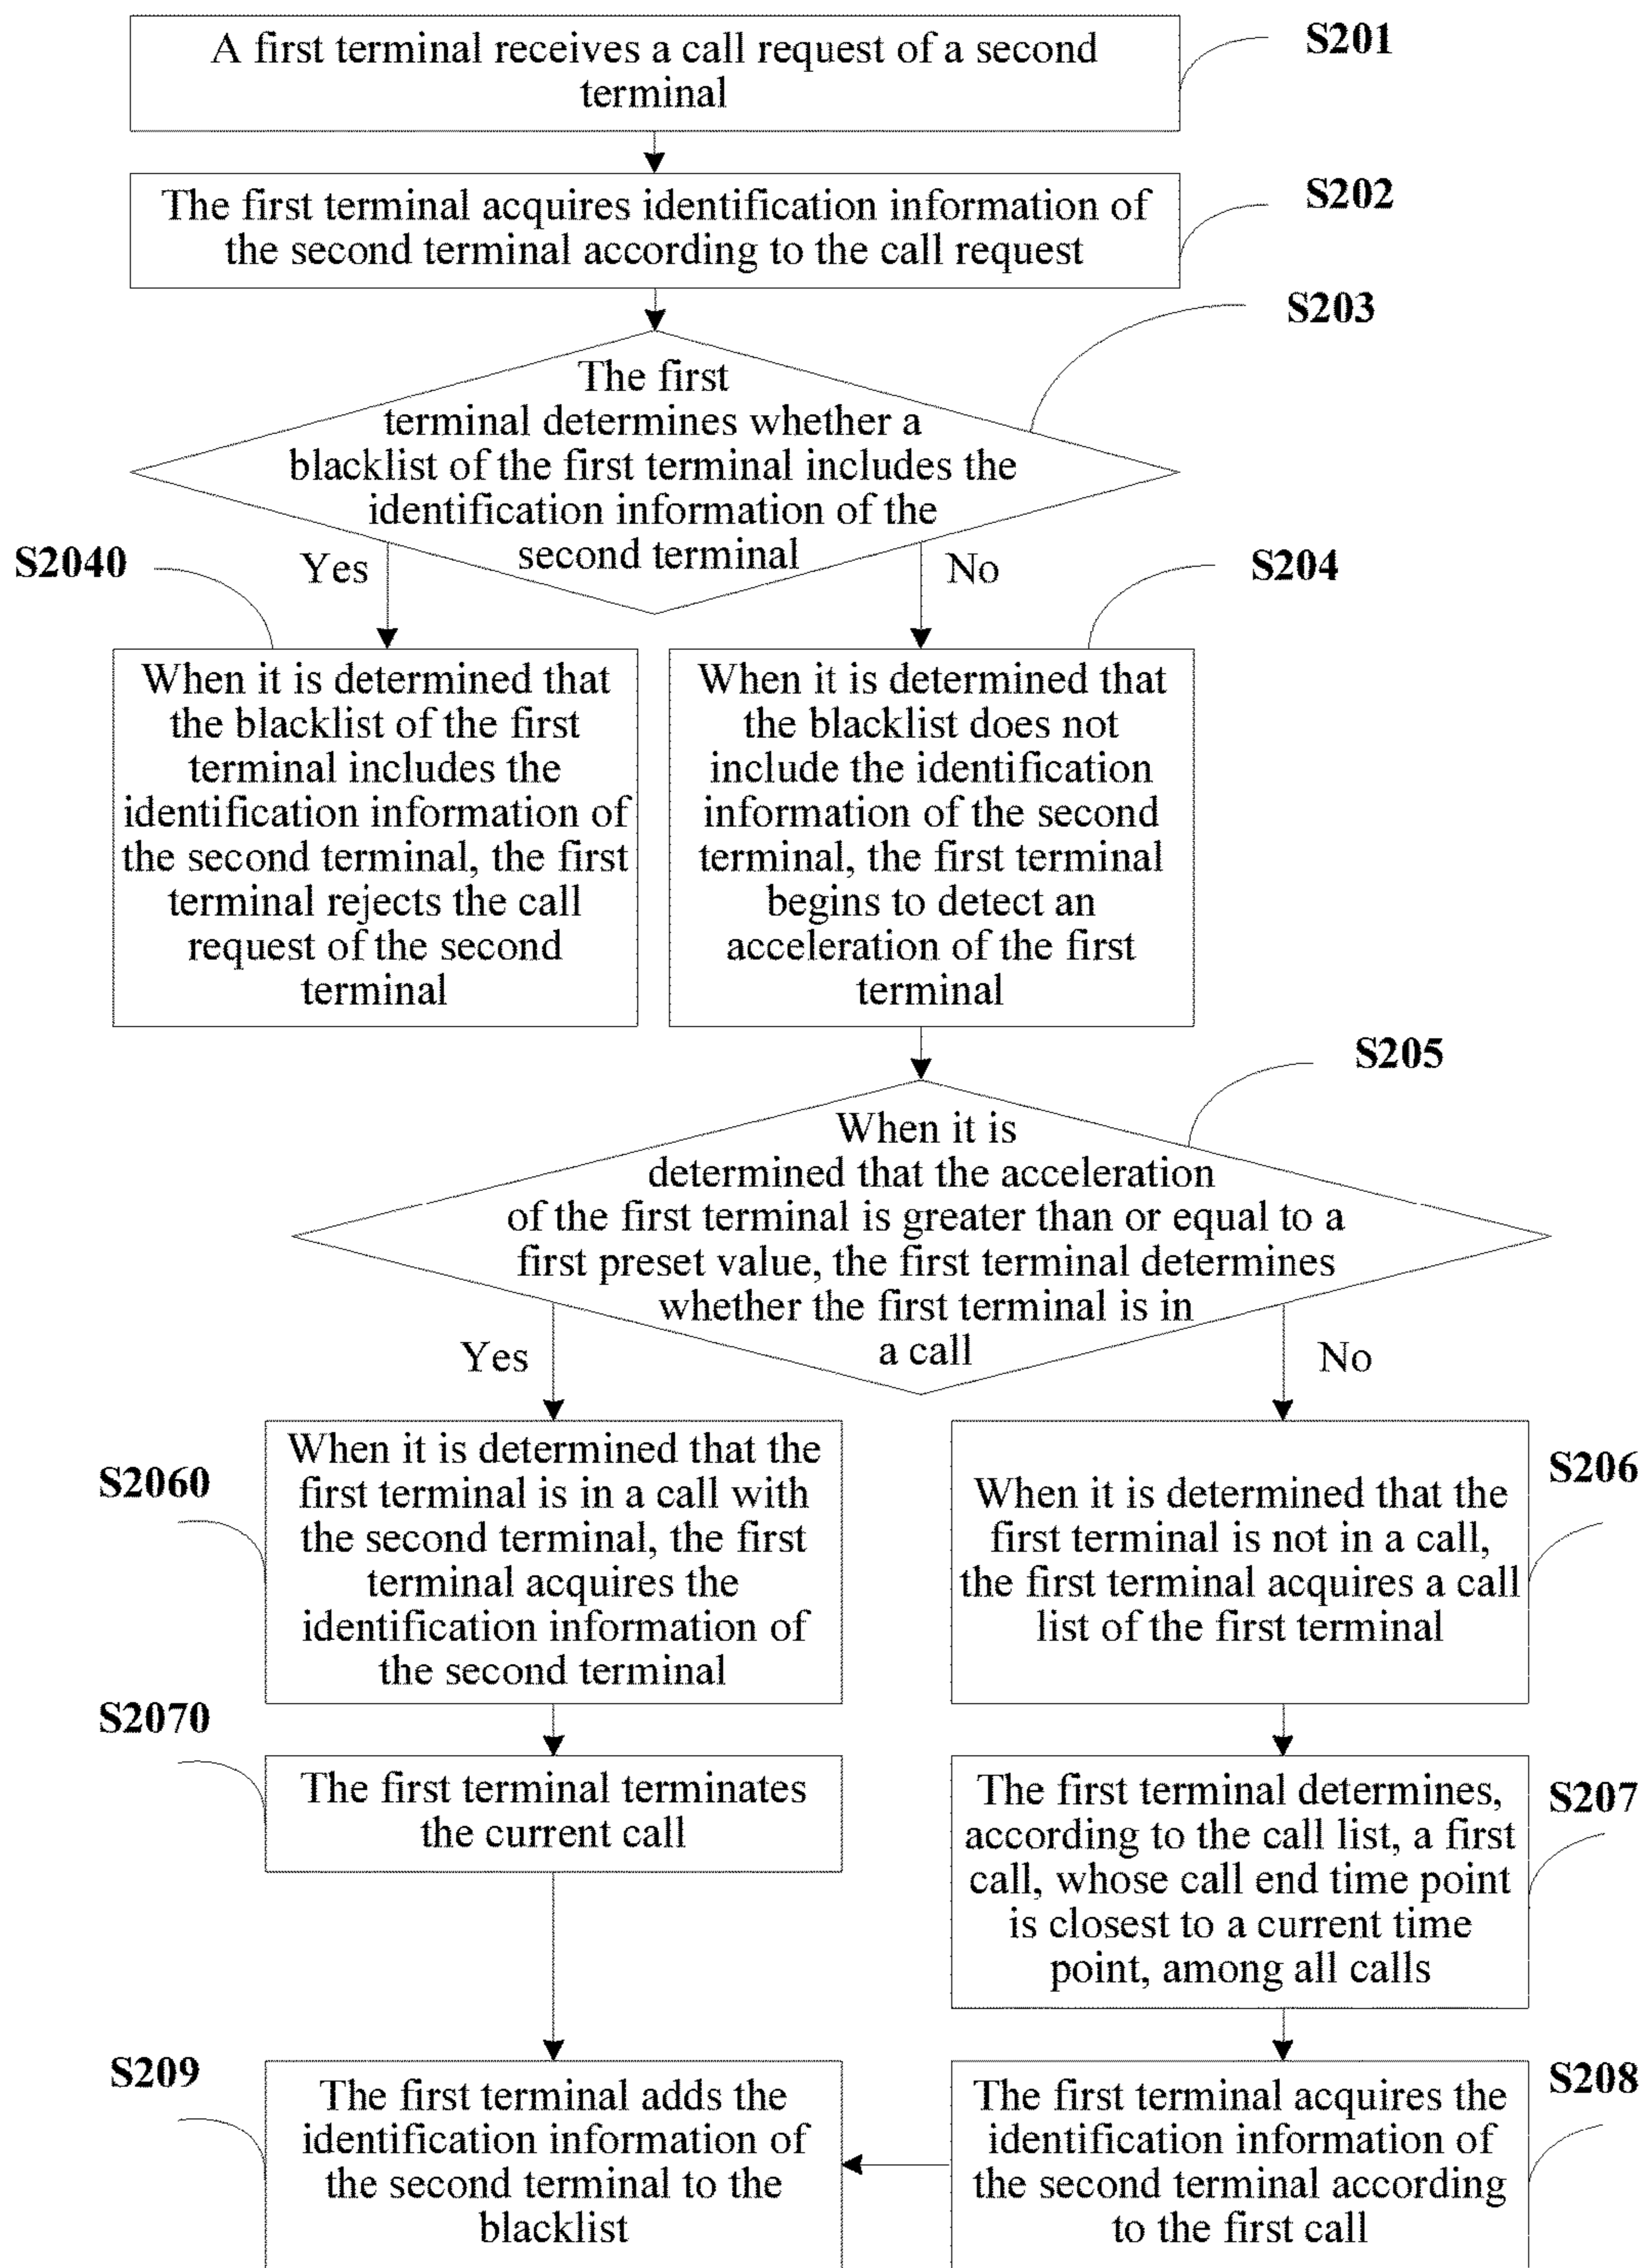 A first terminal receives a call request of a second
terminal
S201
The first terminal acquires identification information of
the second terminal according to the call request
S202
S203
The first
terminal determines whether a
blacklist of the first terminal includes the
identification information of the
second terminal
S2040
Yes
No
S204
When it is determined that
the blacklist of the first
terminal includes the
identification information of
the second terminal, the first
terminal rejects the call
request of the second
terminal
When it is determined that
the blacklist does not
include the identification
information of the second
terminal, the first terminal
begins to detect an
acceleration of the first
terminal
S205
When it is
determined that the acceleration
of the first terminal is greater than or equal to a
first preset value, the first terminal determines
whether the first terminal is in
a call
Yes
No
S2060
When it is determined that the
first terminal is in a call with
the second terminal, the first
terminal acquires the
identification information of
the second terminal
When it is determined that the
first terminal is not in a call,
the first terminal acquires a call
list of the first terminal
S206
S2070
The first terminal terminates
the current call
The first terminal determines,
according to the call list, a first
call, whose call end time point
is closest to a current time
point, among all calls
S207
S209
The first terminal adds the
identification information of
the second terminal to the
blacklist
The first terminal acquires the
identification information of
the second terminal according
to the first call
S208